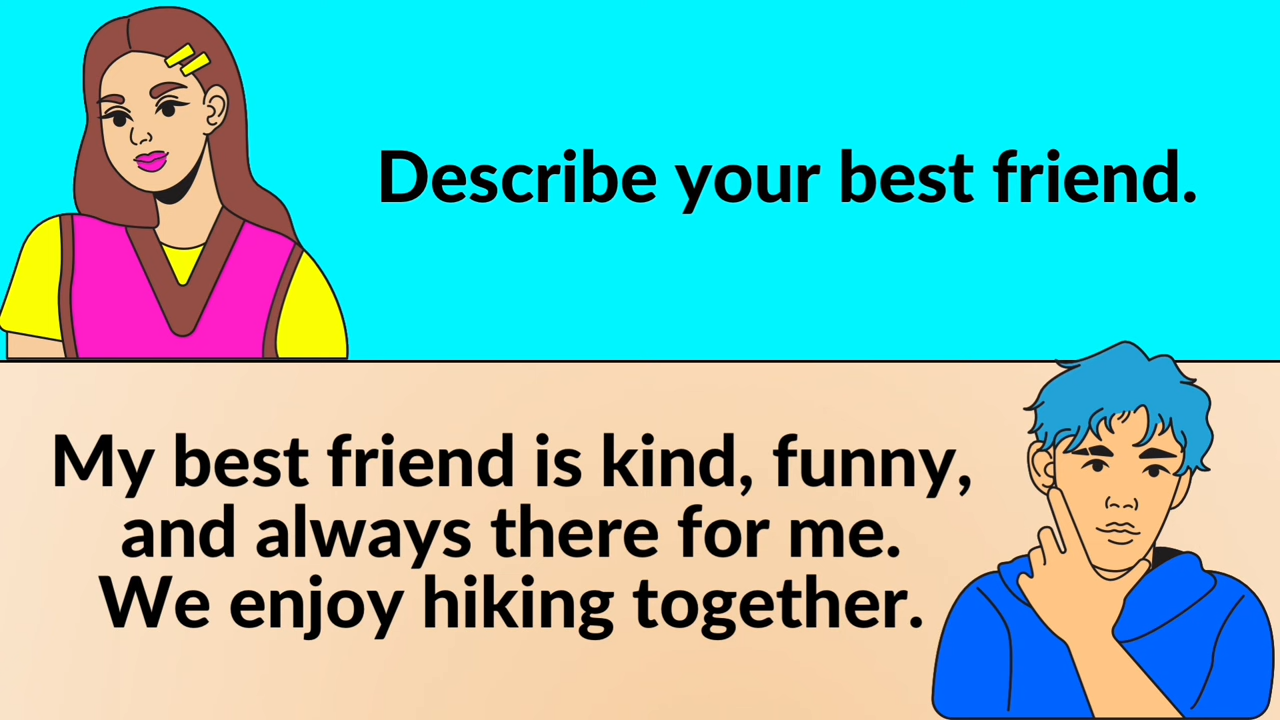 Describe your best friend.
My best friend is kind, funny,
and always there for me.
We enjoy hiking together.